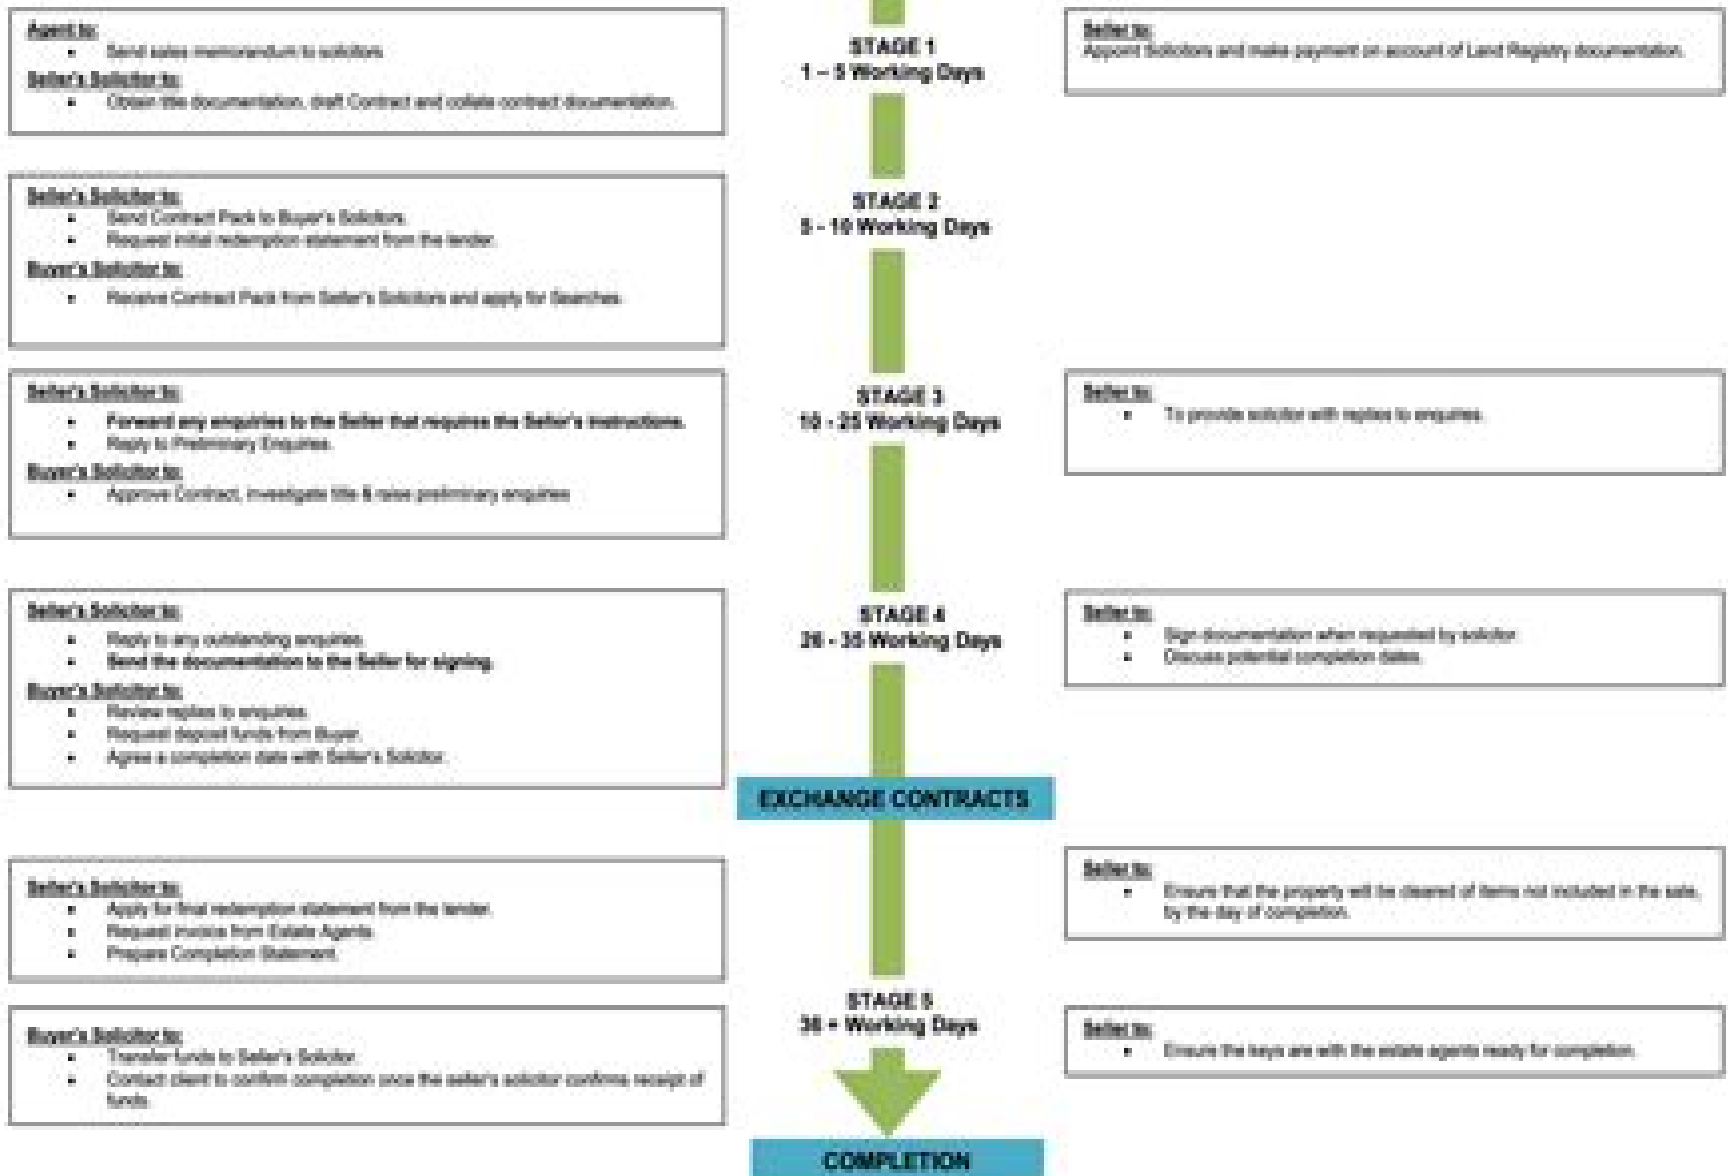 Agent to:
• Send sales memorandum to solicitors
Seller's Solicitor to:
• Obtain title documentation, draft Contract and collate contract documentation.
STAGE 1
1 – 5 Working Days
Seller to:
Appoint Solicitors and make payment on account of Land Registry documentation.
Seller's Solicitor to:
• Send Contract Pack to Buyer's Solicitors.
• Request initial redemption statement from the lender.
Buyer's Solicitor to:
• Receive Contract Pack from Seller's Solicitors and apply for Searches
STAGE 2
5 - 10 Working Days
Seller's Solicitor to:
• Forward any enquiries to the Seller that requires the Seller's instructions.
• Reply to Preliminary Enquiries.
Buyer's Solicitor to:
• Approve Contract, investigate title & raise preliminary enquiries
STAGE 3
10 - 25 Working Days
Seller to:
• To provide solicitor with replies to enquiries.
Seller's Solicitor to:
• Reply to any outstanding enquiries.
• Send the documentation to the Seller for signing.
Buyer's Solicitor to:
• Review replies to enquiries.
• Request deposit funds from Buyer.
• Agree a completion date with Seller's Solicitor.
STAGE 4
26 - 35 Working Days
Seller to:
• Sign documentation when requested by solicitor
• Discuss potential completion dates.
EXCHANGE CONTRACTS
Seller's Solicitor to:
• Apply for final redemption statement from the lender.
• Request invoice from Estate Agents
• Prepare Completion Statement.
Seller to:
• Ensure that the property will be cleared of items not included in the sale,
by the day of completion.
Buyer's Solicitor to:
• Transfer funds to Seller's Solicitor.
• Contact client to confirm completion once the seller's solicitor confirms receipt of
funds.
STAGE 5
36 + Working Days
Seller to:
• Ensure the keys are with the estate agents ready for completion.
COMPLETION